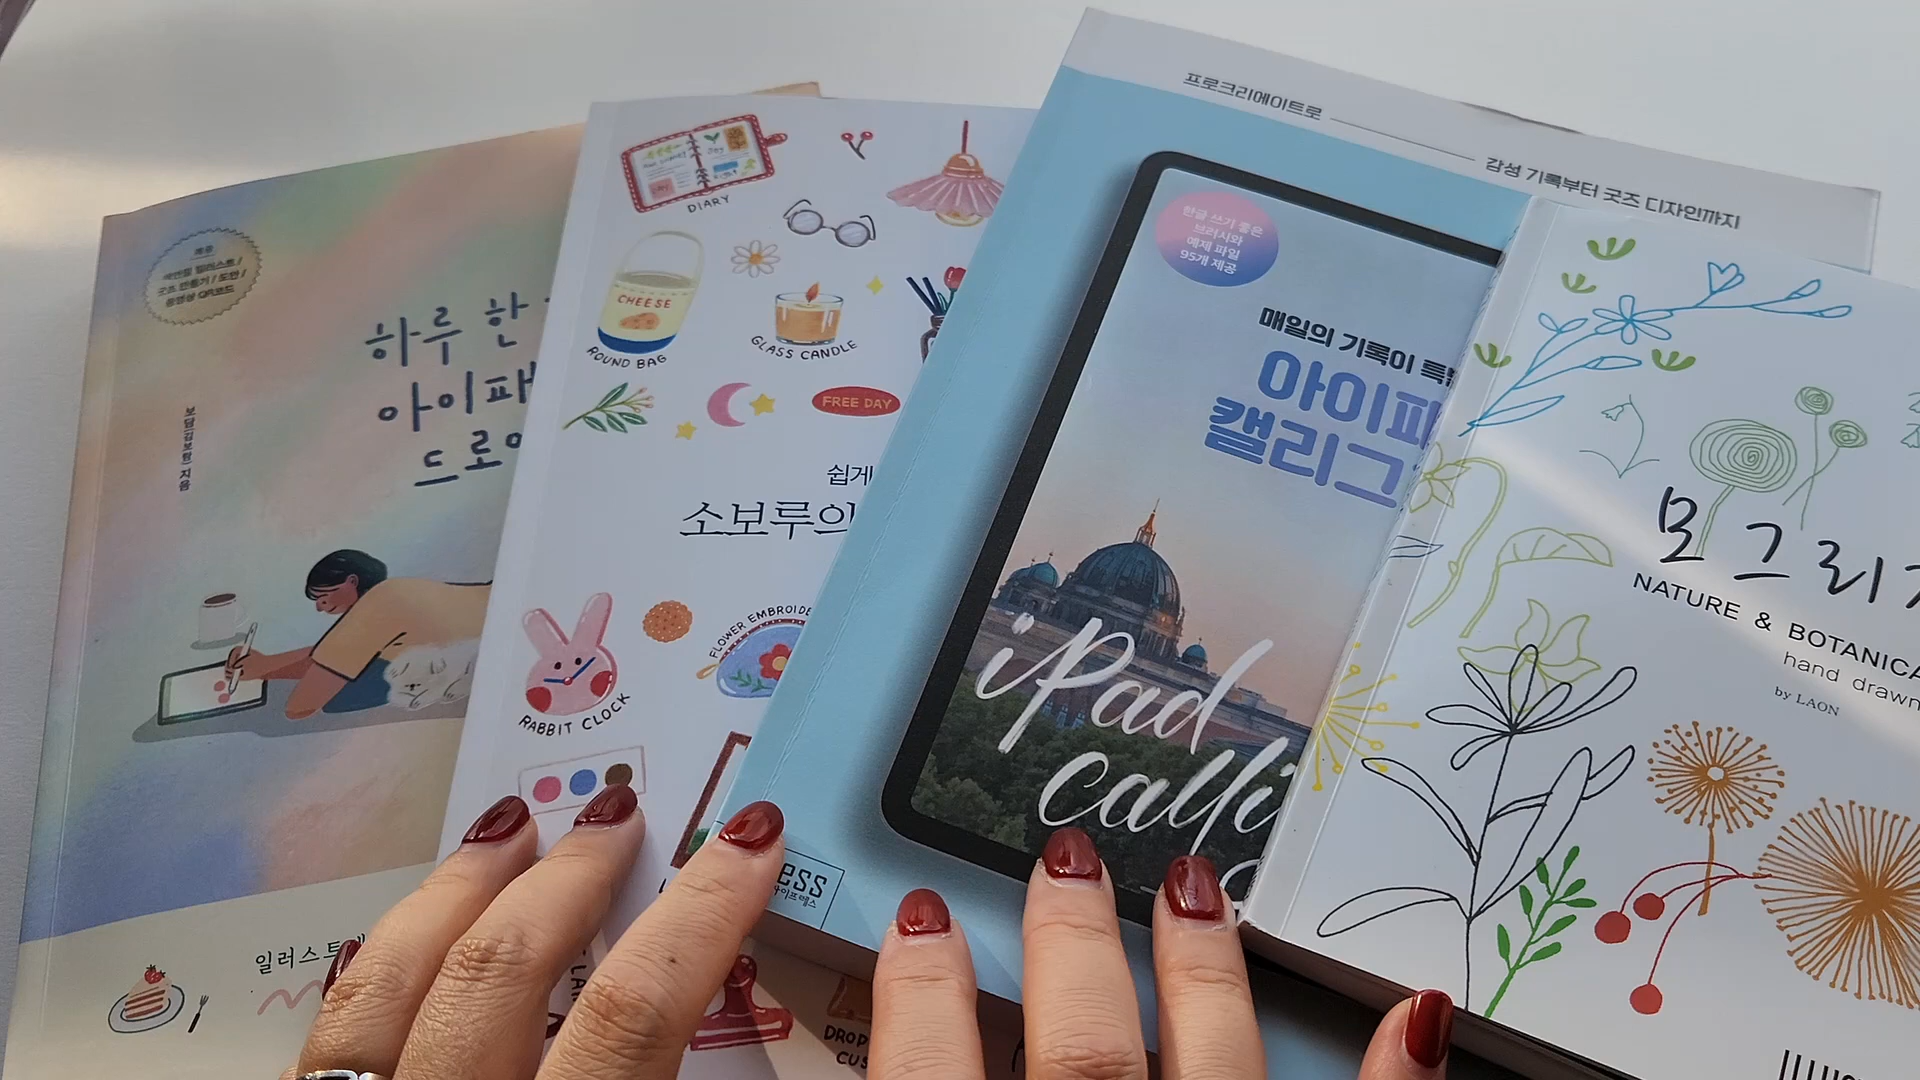 하루 한
아이패
드로
보담(김보람) 지음
일러스트
DIARY
CHEESE
ROUND BAG
GLASS CANDLE
FREE DAY
쉽게
소보루의
RABBIT CLOCK
FLOWER EMBROIDE
DROP
CUS
프로크리에이트로
감성 기록부터 굿즈 디자인까지
한글 쓰기 좋은
브러시와
예제 파일
95개 제공
매일의 기록이 특
아이패
캘리그
iPad
calli
ess
모그리
NATURE & BOTANICA
hand drawn
by LAON